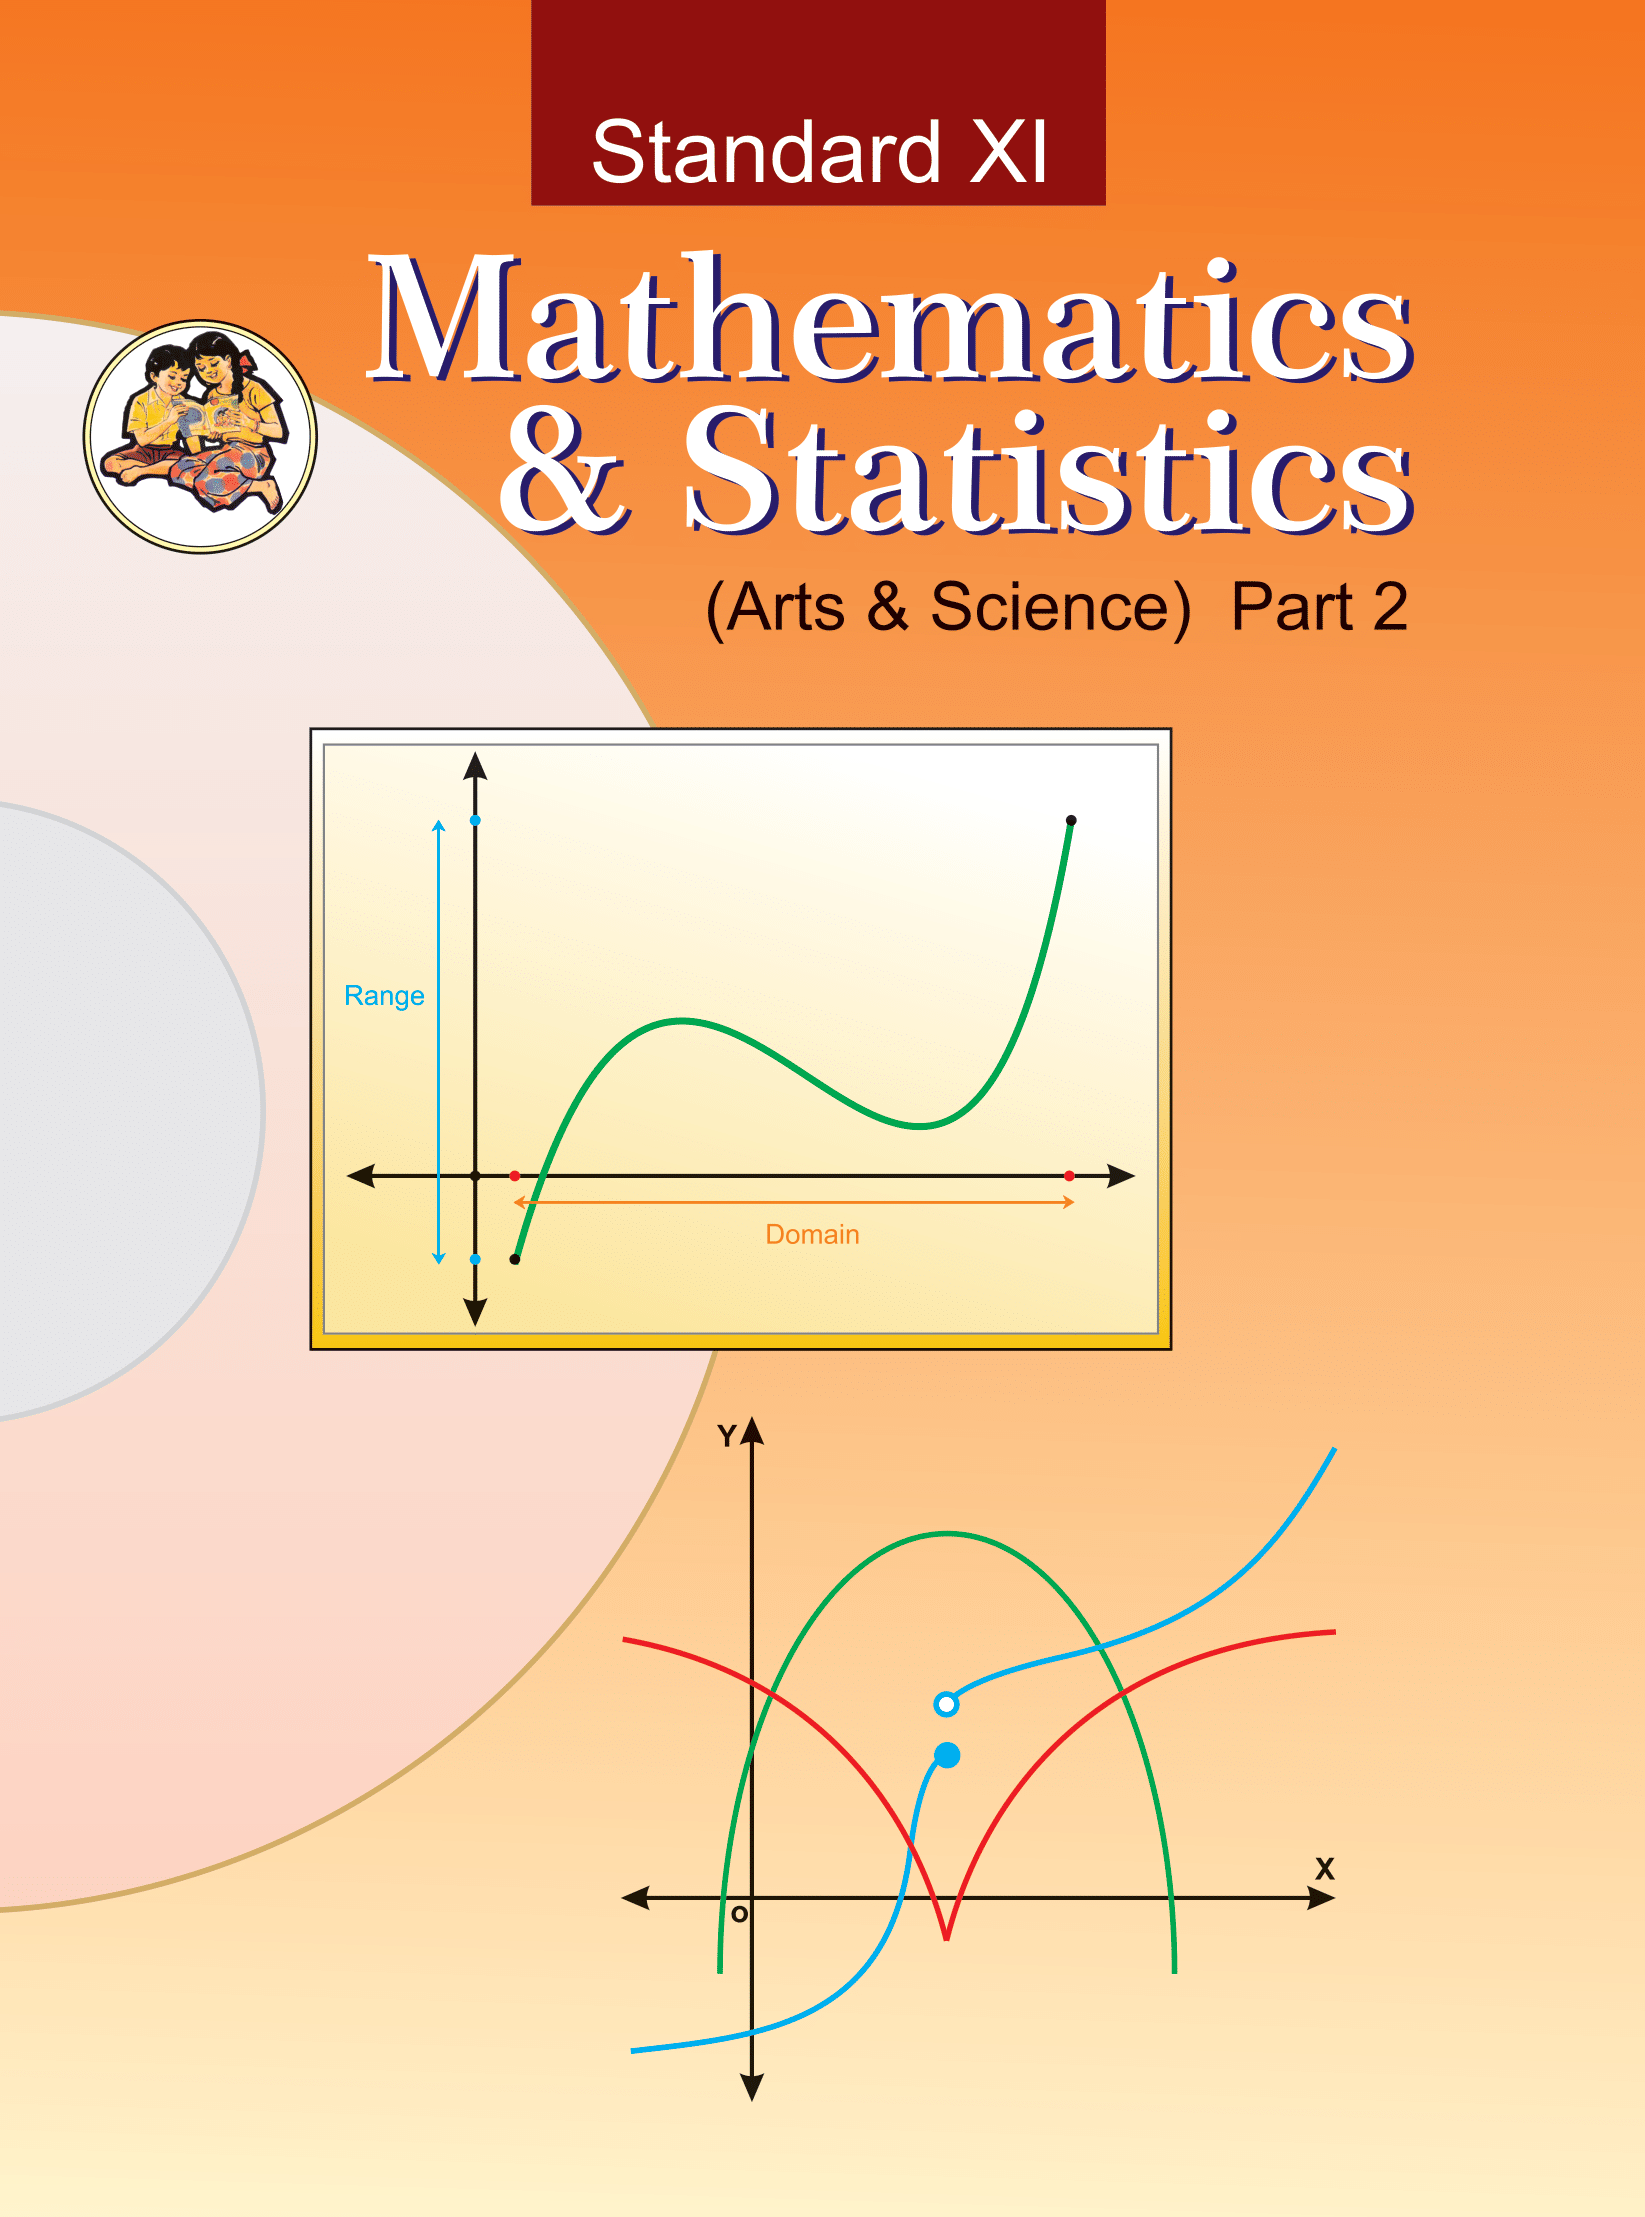 Standard XI
Mathematics
& Statistics
(Arts & Science) Part 2
Range
Domain
Y
X
o